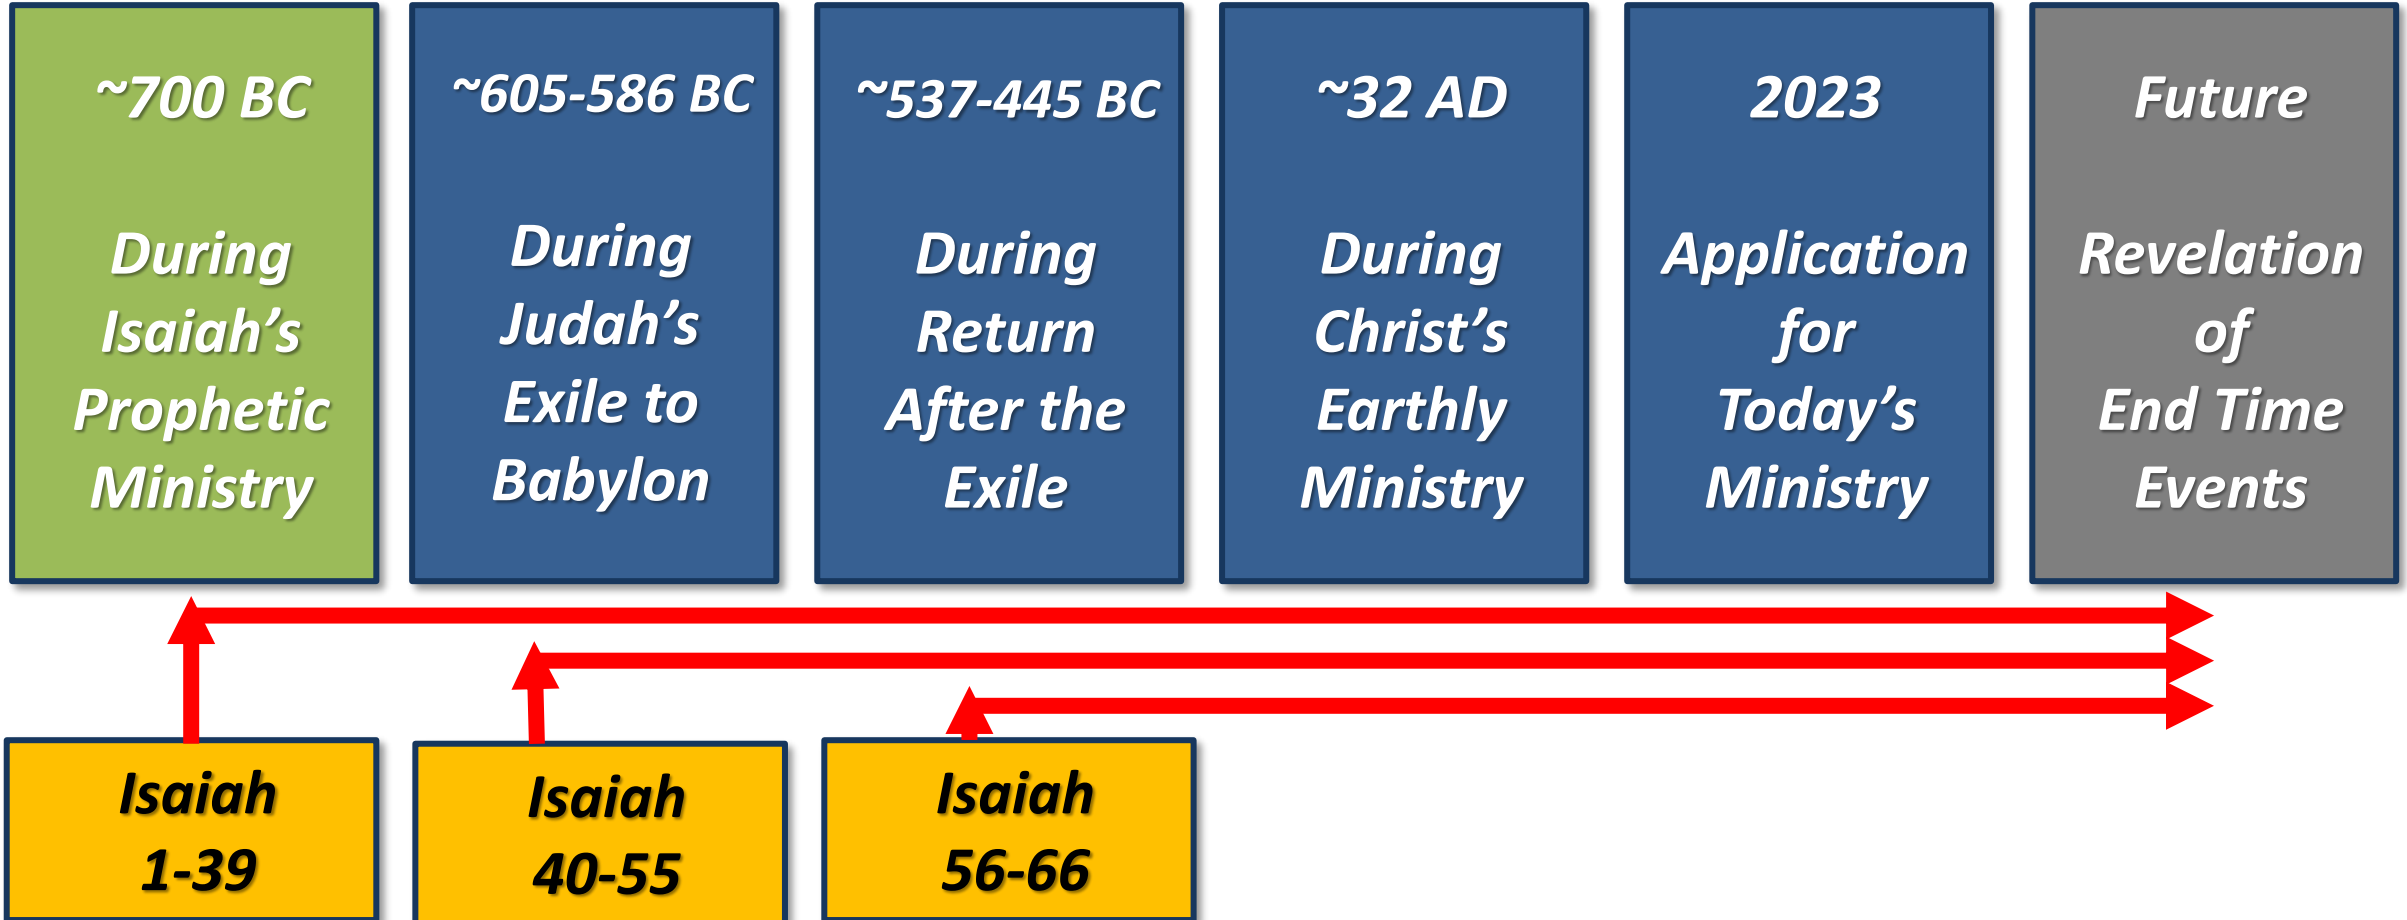 ~700 BC
During
Isaiah’s
Prophetic
Ministry
~605-586 BC
During
Judah’s
Exile to
Babylon
~537-445 BC
During
Return
After the
Exile
~32 AD
During
Christ’s
Earthly
Ministry
2023
Application
for
Today’s
Ministry
Future
Revelation
of
End Time
Events
Isaiah
1-39
Isaiah
40-55
Isaiah
56-66